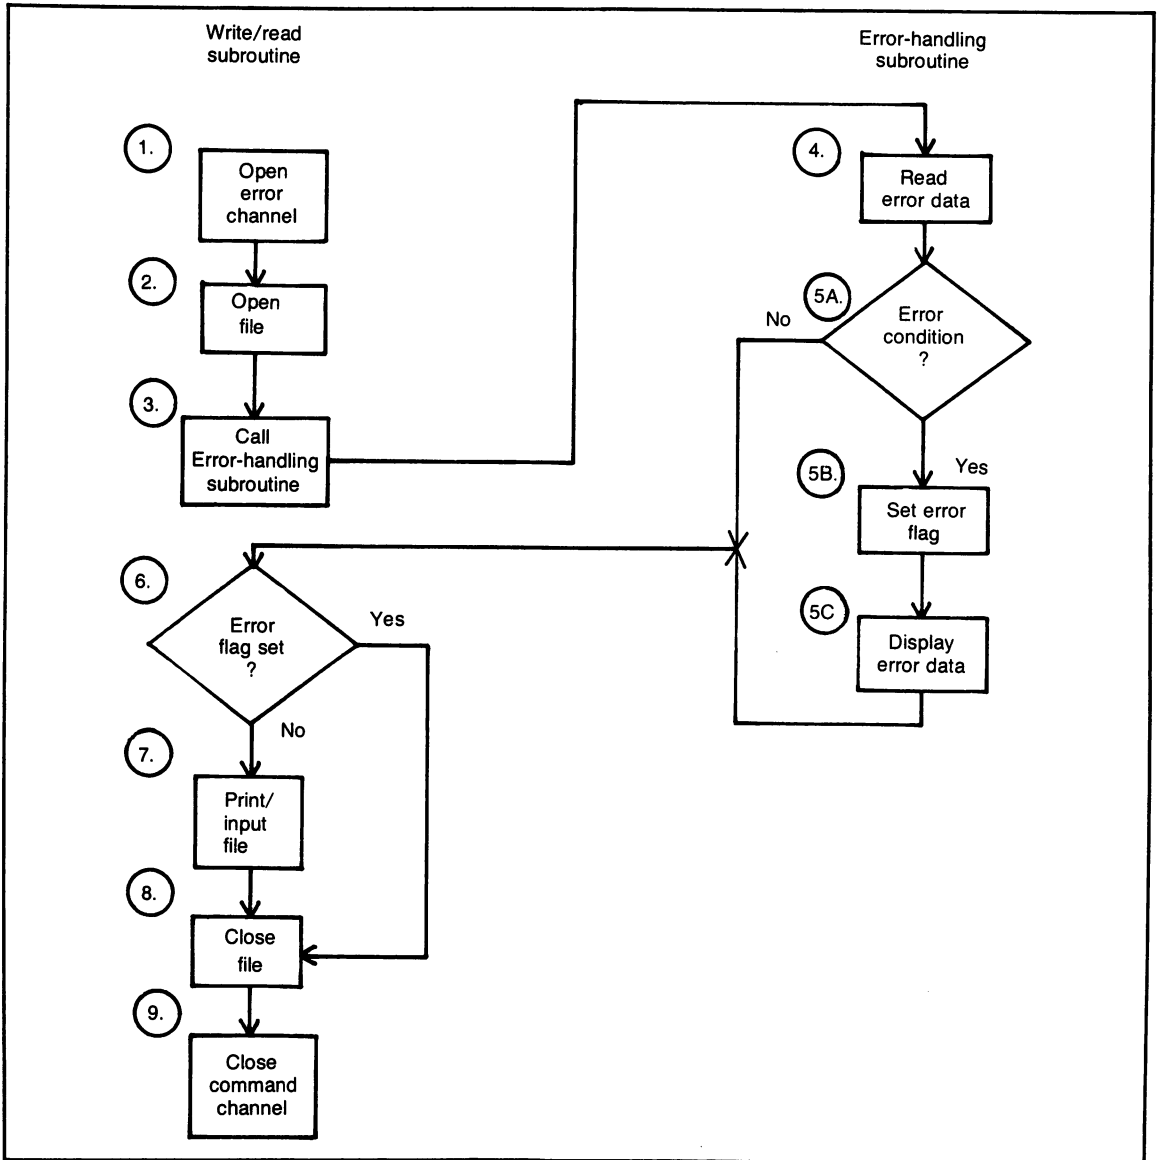 Write/read
subroutine
1.
Open
error
channel
2.
Open
file
3.
Call
Error-handling
subroutine
Error-handling
subroutine
4.
Read
error data
5A.
Error
condition
?
No
Yes
5B.
Set error
flag
5C
Display
error data
6.
Error
flag set
?
Yes
No
7.
Print/
input
file
8.
Close
file
9.
Close
command
channel